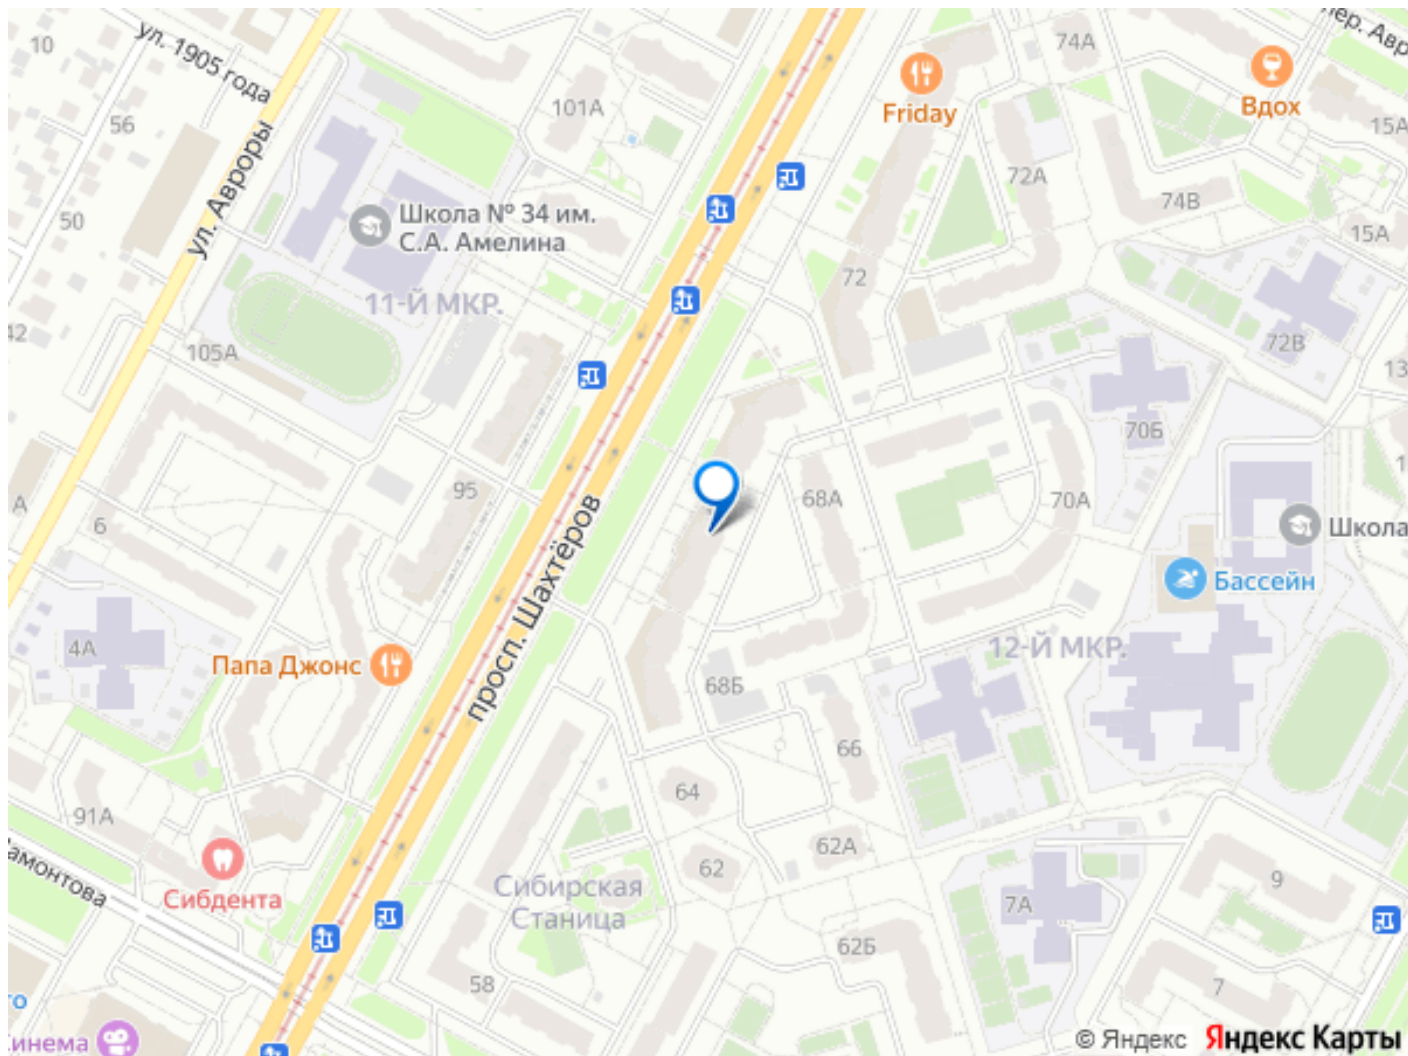 10
ул. 1905 года
56
50
ул. Авроры
101А
Friday
74А
Вдох
15А
72А
74В
15А
Школа № 34 им.
С.А. Амелина
11-Й МКР.
72
105А
72В
70Б
95
6
А
68А
70А
Школа
Бассейн
просп. Шахтёров
4А
Папа Джонс
12-Й МКР.
68Б
66
64
91А
62А
62
9
Сибдента
Сибирская
Станица
7А
62Б
58
7
© Яндекс
Яндекс Карты